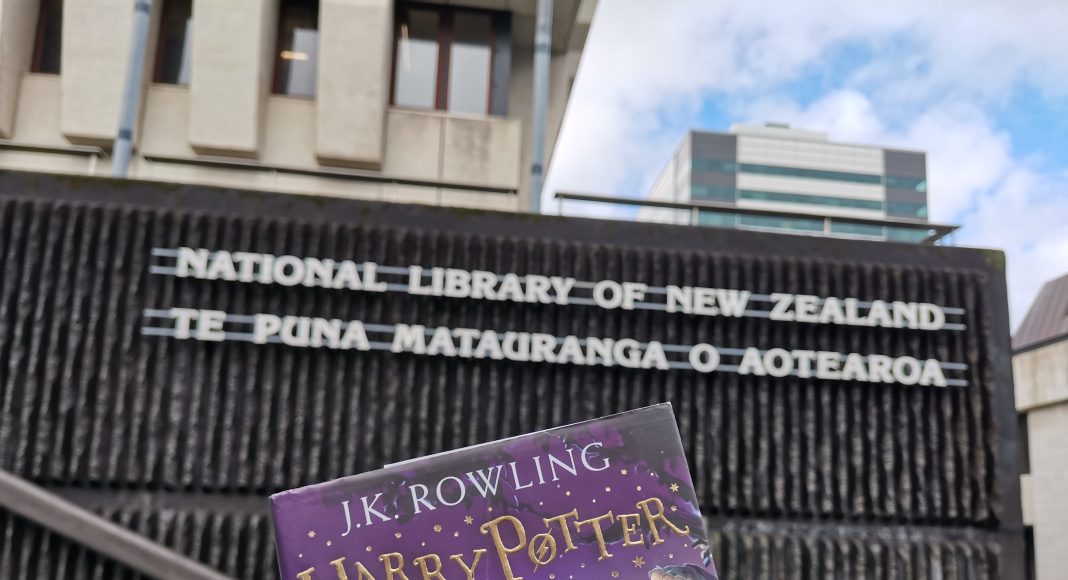 NATIONAL LIBRARY OF NEW ZEALAND
TE PUNA MATAURANGA O AOTEAROA
J.K. ROWLING
HARRY POTTER